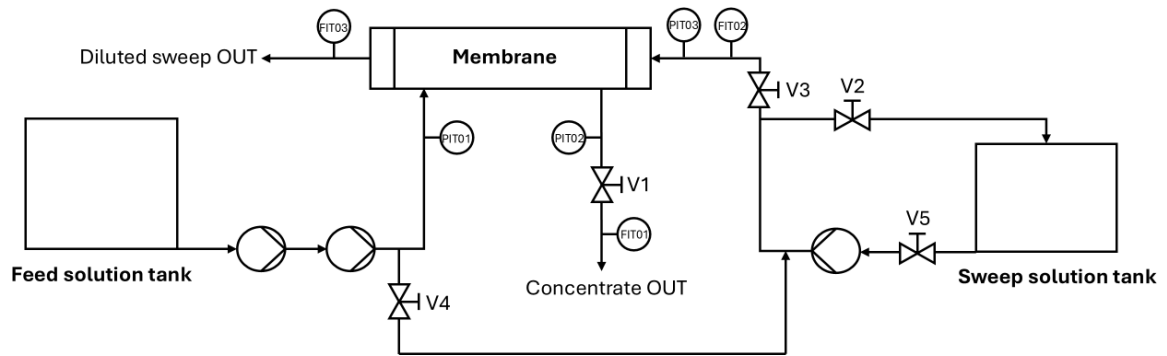 FIT03
PIT03
FIT02
Diluted sweep OUT
Membrane
V3
V2
PIT01
PIT02
V1
V5
FIT01
Feed solution tank
Sweep solution tank
Concentrate OUT
V4